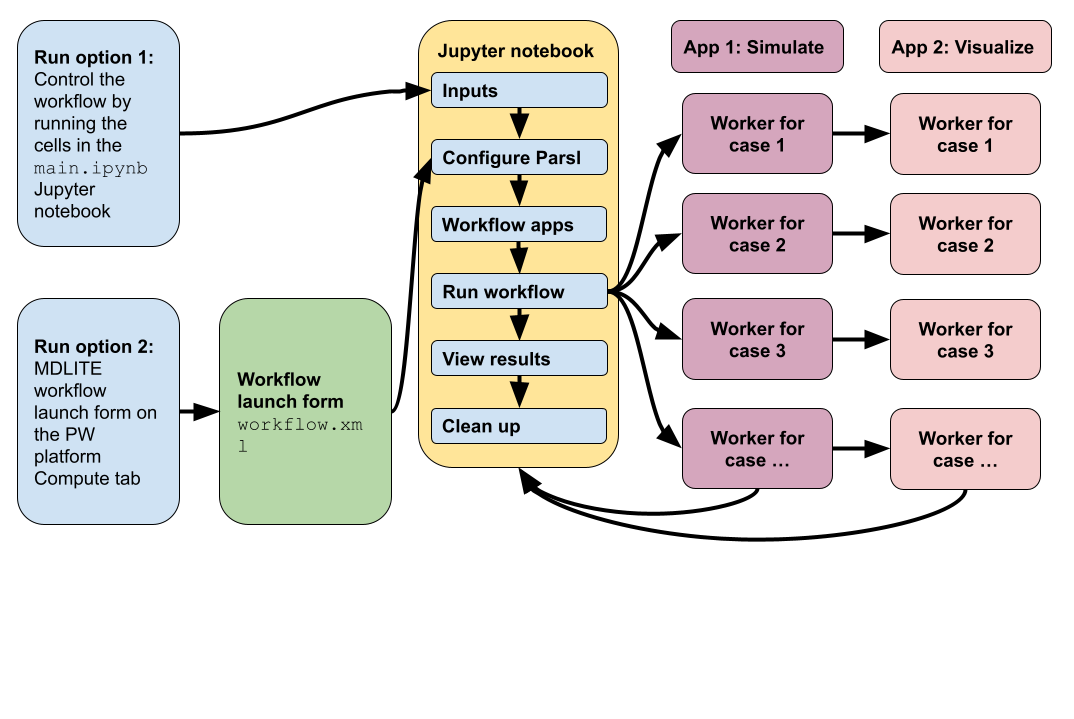 Run option 1:
Control the
workflow by
running the
cells in the
main.ipynb
Jupyter
notebook
Run option 2:
MDLITE
workflow
launch form on
the PW
platform
Compute tab
Workflow
launch form
workflow.xm
l
Jupyter notebook
Inputs
Configure Parsl
Workflow apps
Run workflow
View results
Clean up
App 1: Simulate
Worker for
case 1
Worker for
case 2
Worker for
case 3
Worker for
case …
App 2: Visualize
Worker for
case 1
Worker for
case 2
Worker for
case 3
Worker for
case …